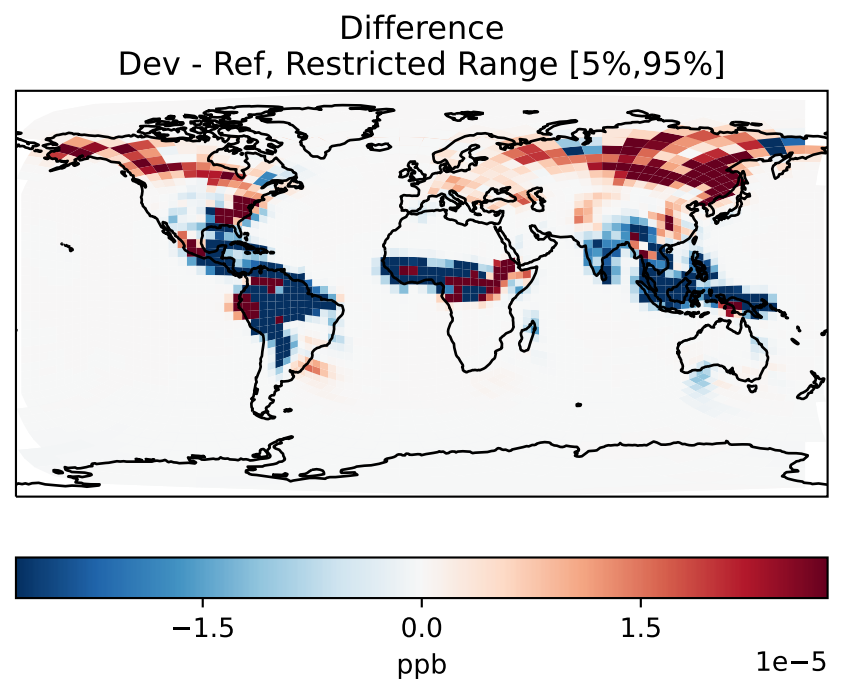 Difference
Dev - Ref, Restricted Range [5%,95%]
−1.5 0.0 1.5
1e−5
ppb